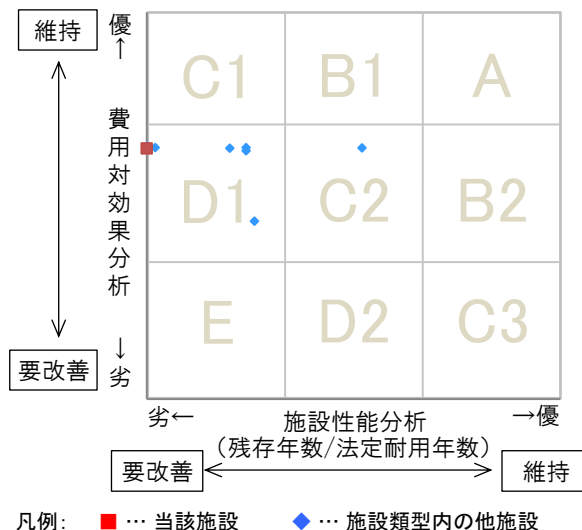 維持
優
↑
費用対効果分析
↓
劣
要改善
C1 B1 A
D1 C2 B2
E D2 C3
劣← 施設性能分析 →優
（残存年数/法定耐用年数）
要改善 維持
凡例： ■ … 当該施設 ◆ … 施設類型内の他施設